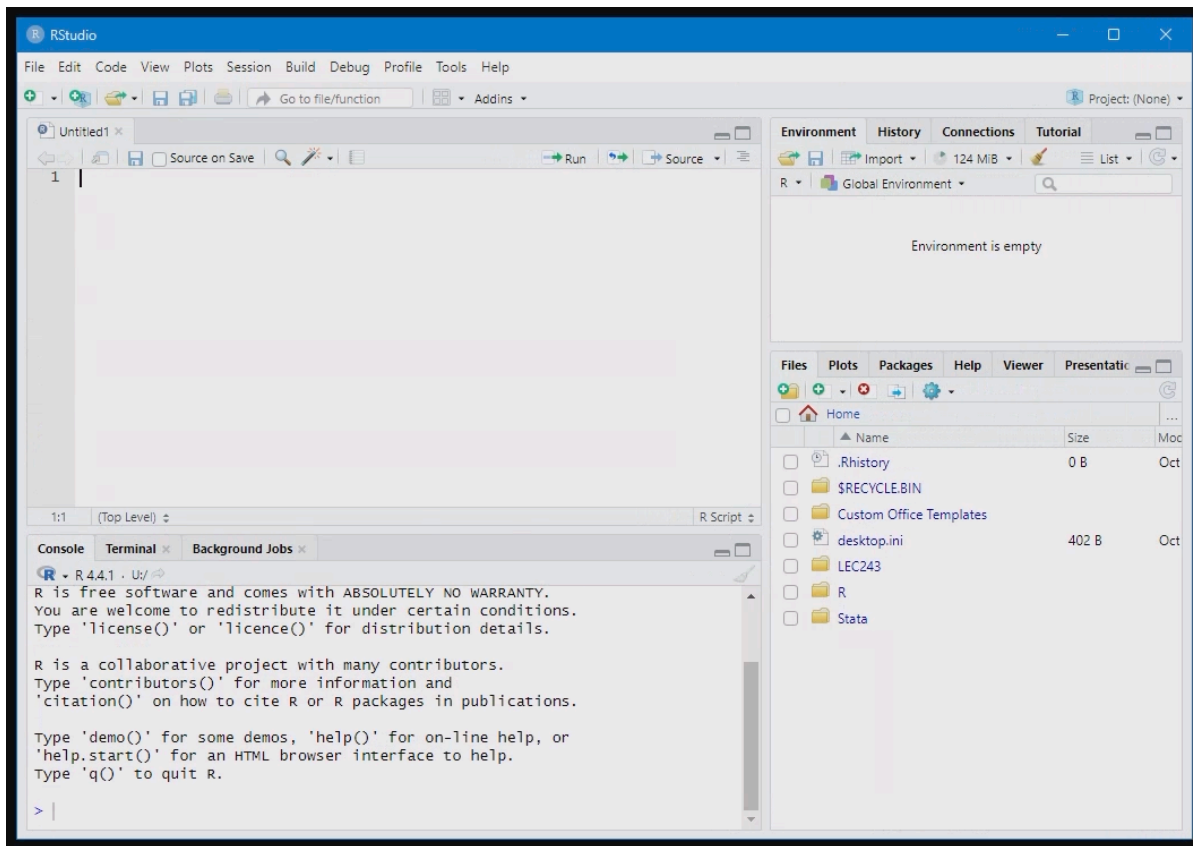 RStudio
File Edit Code View Plots Session Build Debug Profile Tools Help
Go to file/function Addins Project: (None)
Untitled1
Source on Save Run Source
1
1:1 (Top Level) R Script
Console Terminal Background Jobs
R 4.4.1 · U:/
R is free software and comes with ABSOLUTELY NO WARRANTY.
You are welcome to redistribute it under certain conditions.
Type 'license()' or 'licence()' for distribution details.
R is a collaborative project with many contributors.
Type 'contributors()' for more information and
'citation()' on how to cite R or R packages in publications.
Type 'demo()' for some demos, 'help()' for on-line help, or
'help.start()' for an HTML browser interface to help.
Type 'q()' to quit R.
>
Environment History Connections Tutorial
Import 124 MiB List
R Global Environment
Environment is empty
Files Plots Packages Help Viewer Presentatic
Home ...
Name Size Moc
.Rhistory 0 B Oct
$RECYCLE.BIN
Custom Office Templates
desktop.ini 402 B Oct
LEC243
R
Stata